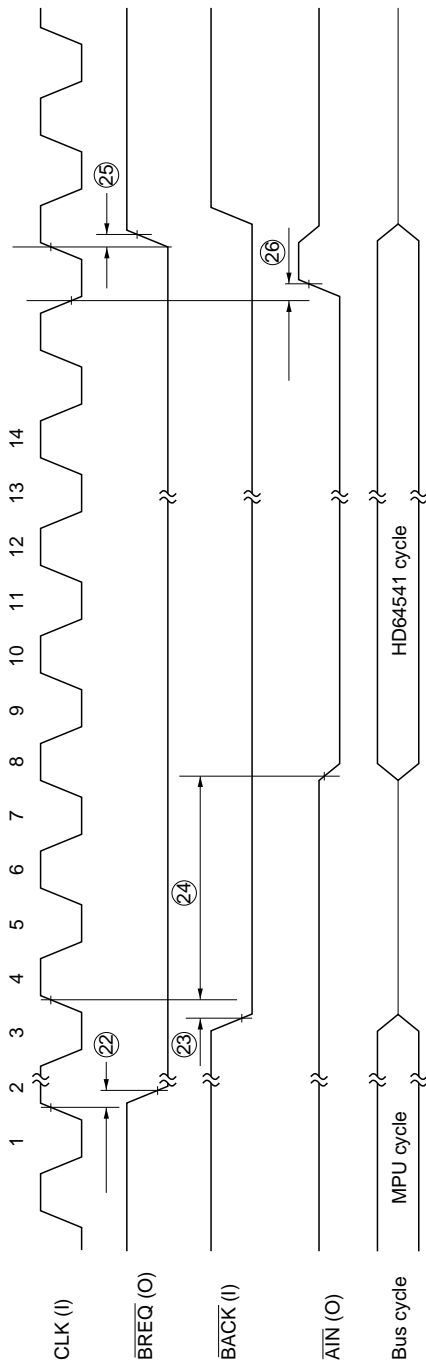 1 2 3 4 5 6 7 8 9 10 11 12 13 14
CLK (I)
㉒ ㉕
BREQ (O)
㉓ ㉔
BACK (I)
㉖
AIN (O)
Bus cycle MPU cycle HD64541 cycle